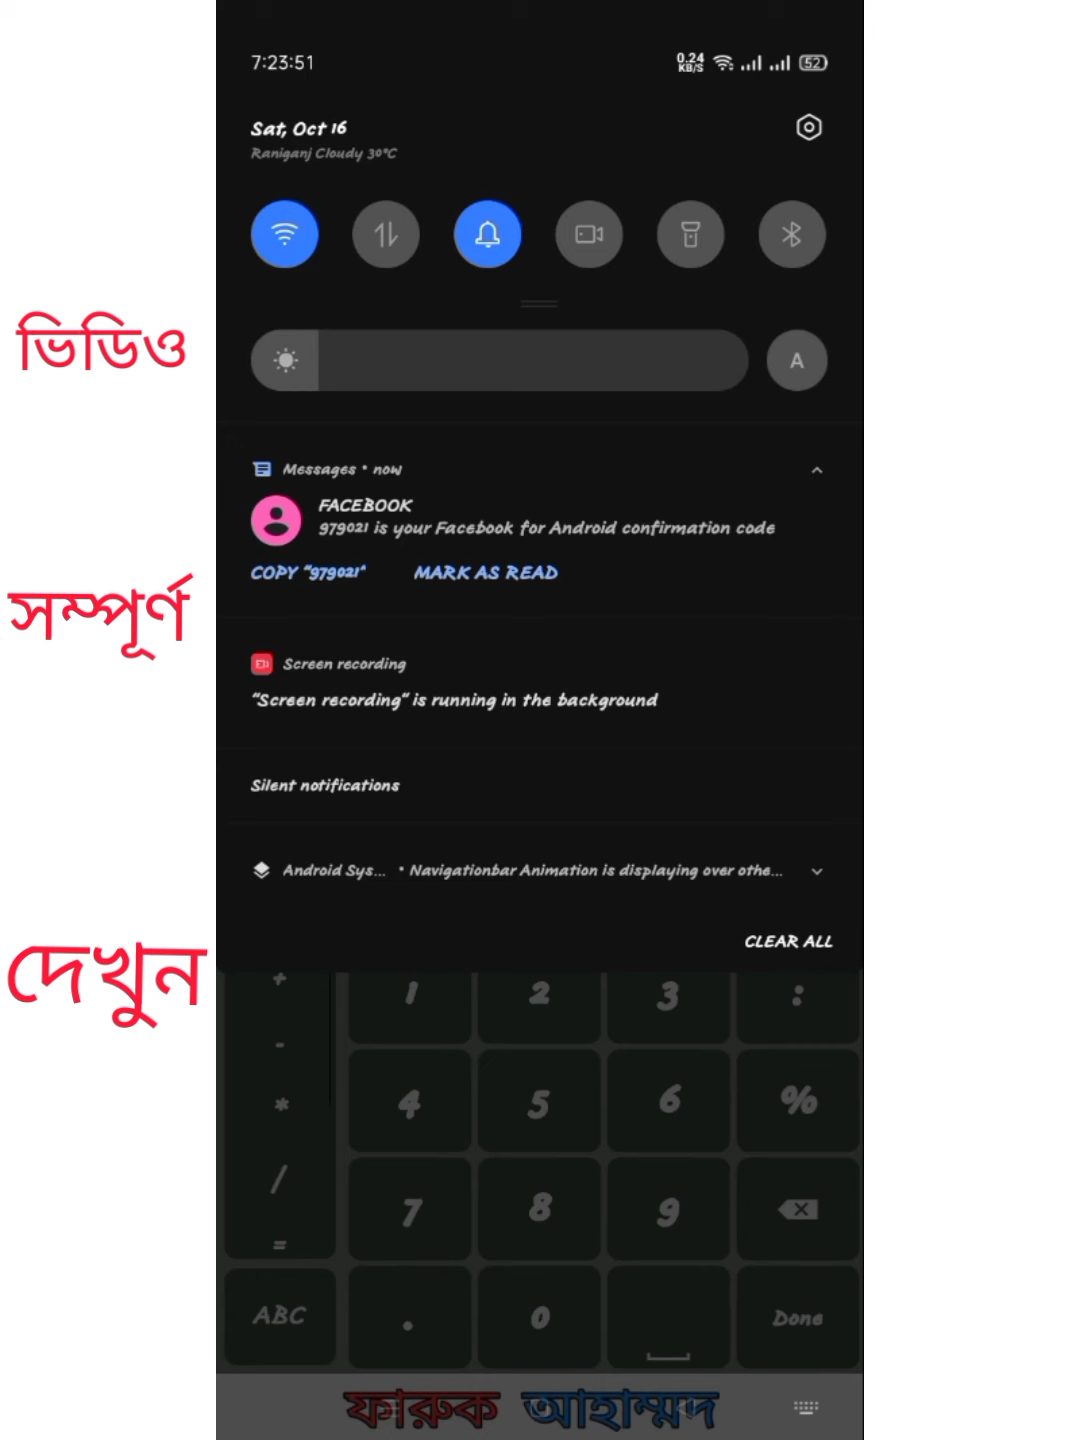 7:23:51
0.24 KB/S
52
Sat, Oct 16
Raniganj Cloudy 30°C
A
ভিডিও
Messages • now
FACEBOOK
979021 is your Facebook for Android confirmation code
COPY "979021" MARK AS READ
সম্পূর্ণ
Screen recording
"Screen recording" is running in the background
Silent notifications
Android Sys... • Navigationbar Animation is displaying over othe...
CLEAR ALL
দেখুন
+ 1 2 3 :
-
* 4 5 6 %
/ 7 8 9
=
ABC . 0 Done
ফারুক আহাম্মদ